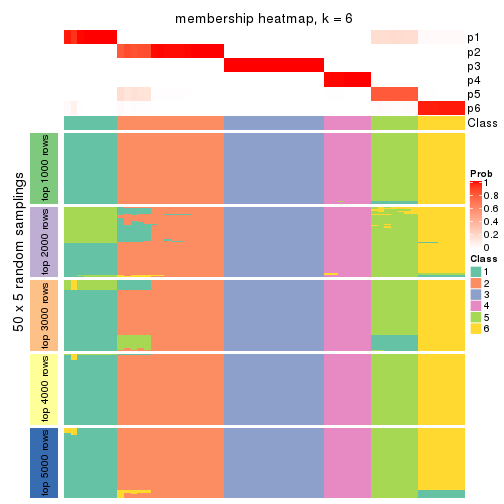 membership heatmap, k = 6
p1
p2
p3
p4
p5
p6
Class
50 x 5 random samplings
top 1000 rows
top 2000 rows
top 3000 rows
top 4000 rows
top 5000 rows
Prob
1
0.8
0.6
0.4
0.2
0
Class
1
2
3
4
5
6